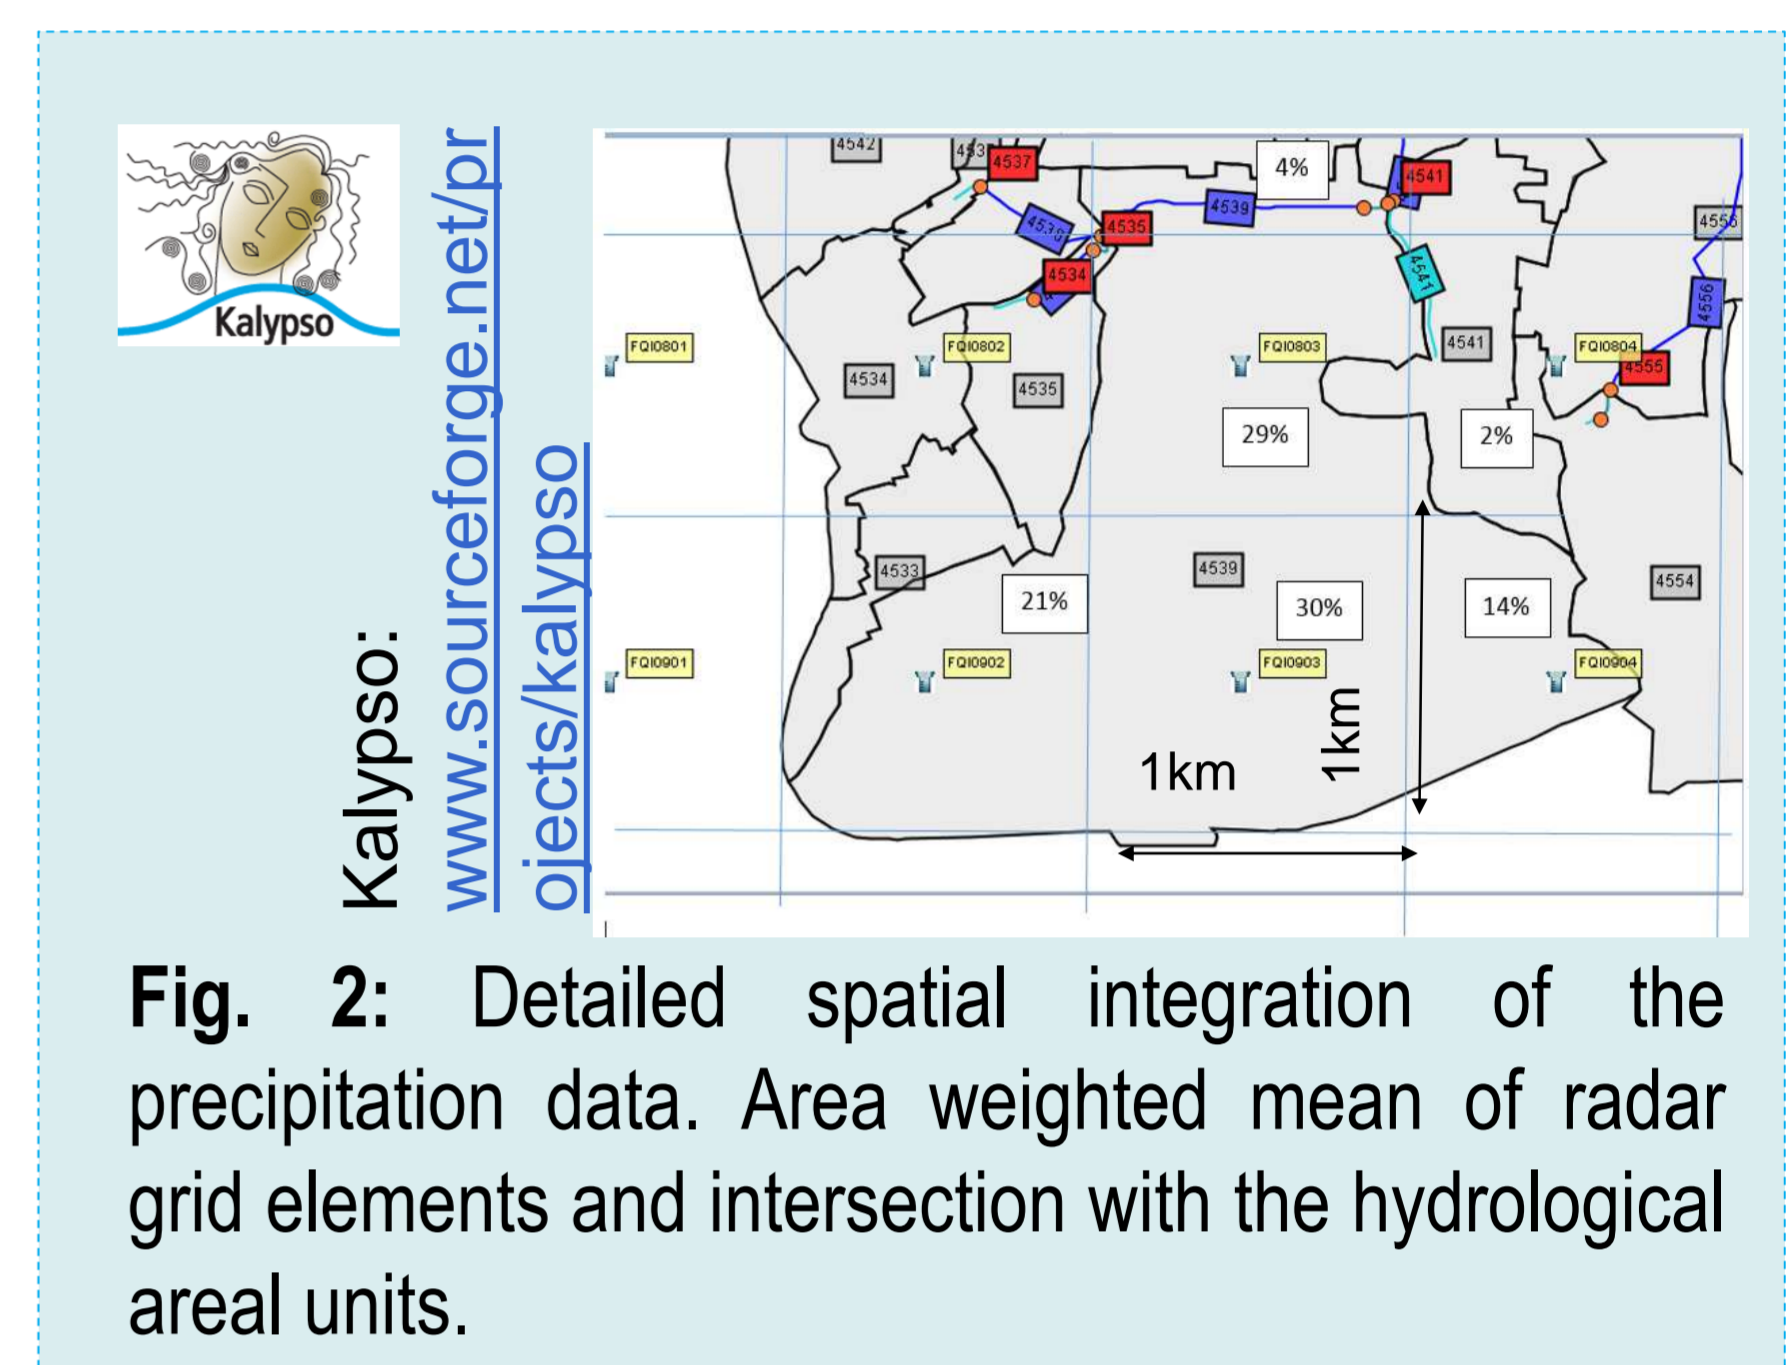 Kalypso
Kalypso:
www.sourceforge.net/pr
ojects/kalypso
4542
4537
4%
4541
4539
4535
4556
4534
4541
4556
FQI0801
FQI0802
FQI0803
4541
FQI0804
4555
4534
4535
29%
2%
4533
4539
4554
21%
30%
14%
FQI0901
FQI0902
FQI0903
FQI0904
1km
1km
Fig. 2: Detailed spatial integration of the
precipitation data. Area weighted mean of radar
grid elements and intersection with the hydrological
areal units.